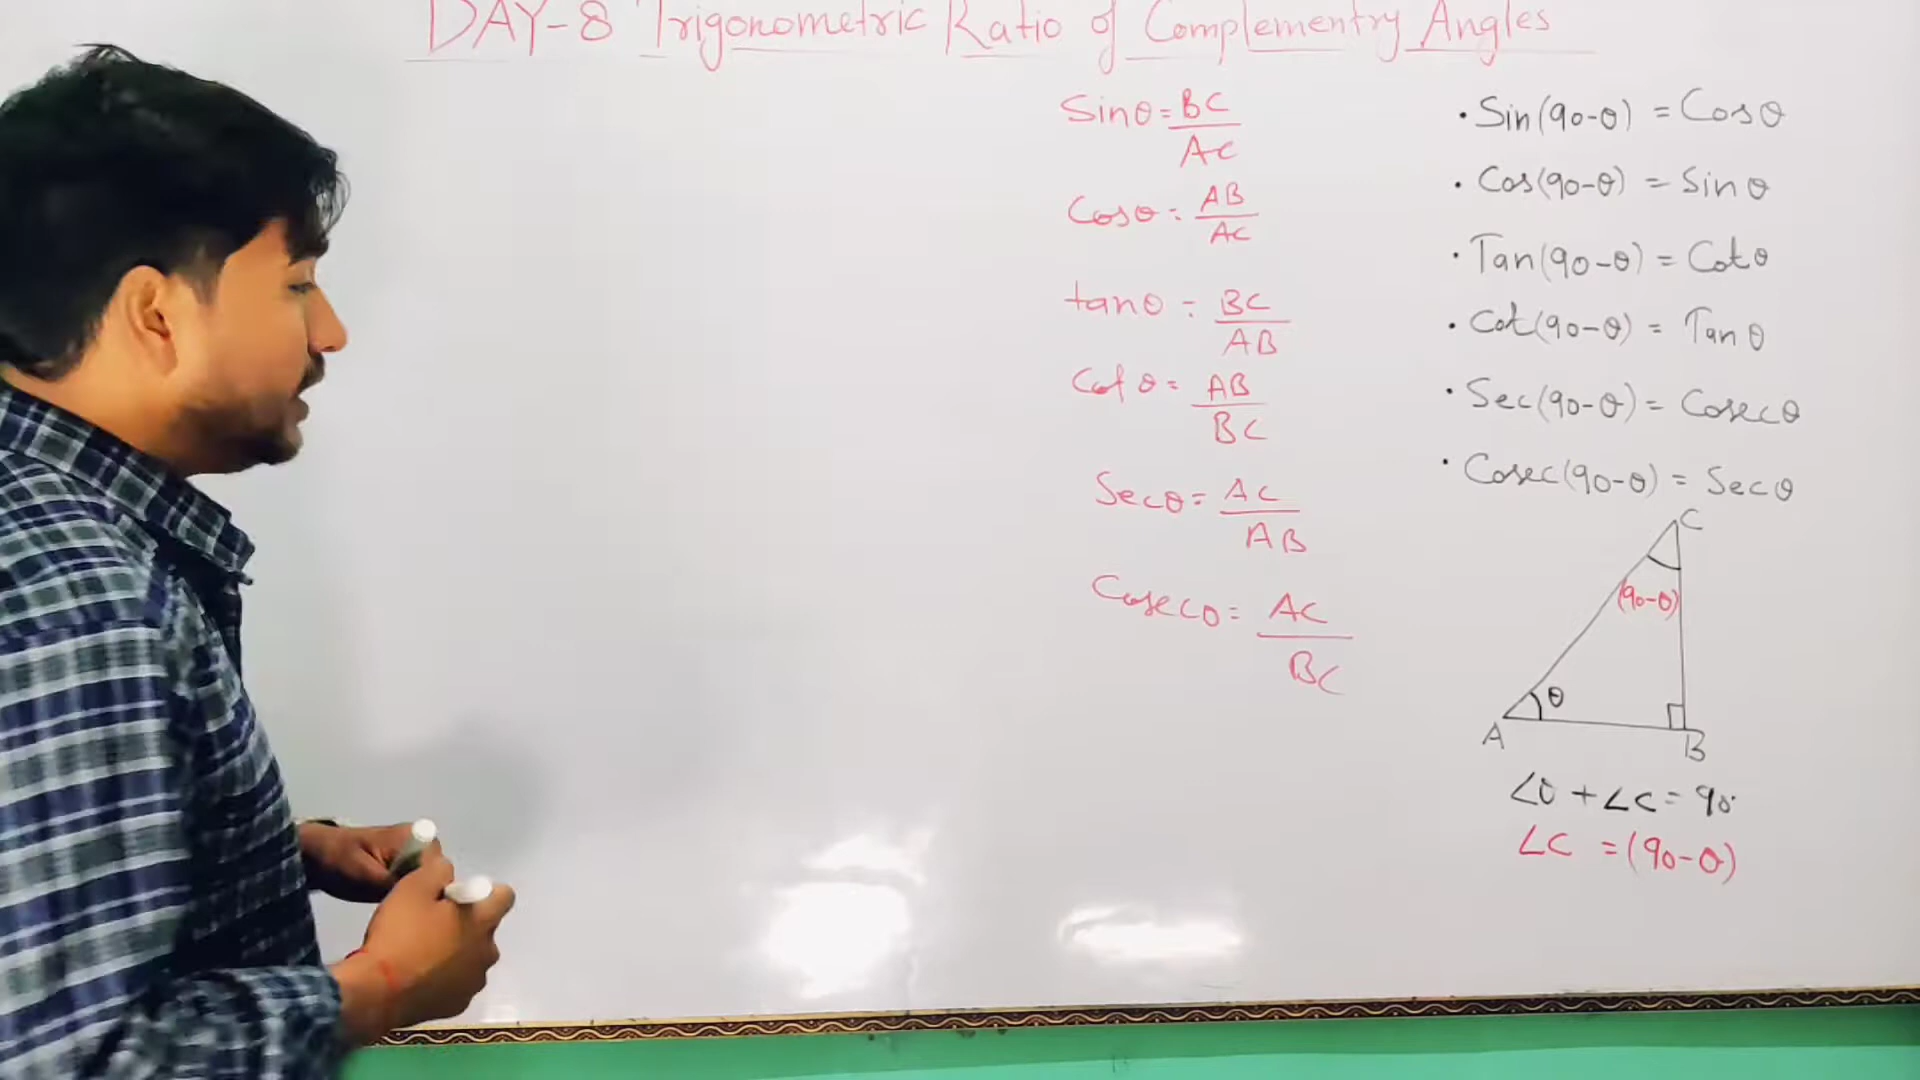 DAY-8 Trigonometric Ratio of Complementry Angles
Sinθ = BC/AC
Cosθ = AB/AC
tanθ = BC/AB
Cot θ = AB/BC
Secθ = AC/AB
Cosecθ = AC/BC
• Sin(90-θ) = Cosθ
• Cos(90-θ) = Sinθ
• Tan(90-θ) = Cotθ
• Cot(90-θ) = Tanθ
• Sec(90-θ) = Cosecθ
• Cosec(90-θ) = Secθ
C
(90-θ)
θ
A
B
∠θ + ∠C = 90°
∠C = (90-θ)